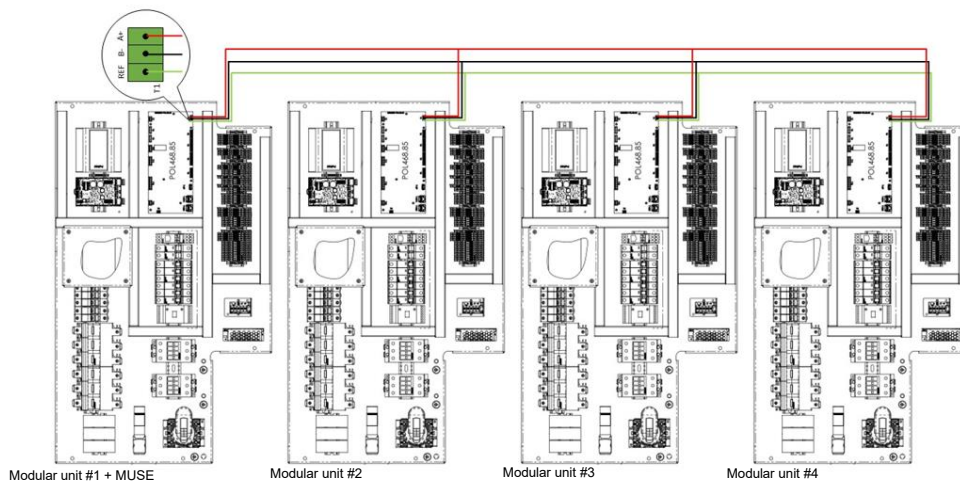 A+
B-
REF
T1
POL468.85
POL468.85
POL468.85
POL468.85
Modular unit #1 + MUSE
Modular unit #2
Modular unit #3
Modular unit #4